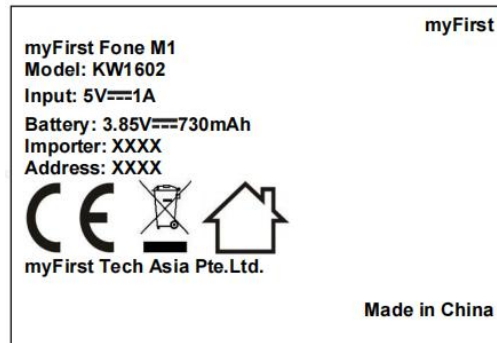 myFirst
myFirst Fone M1
Model: KW1602
Input: 5V⎓1A
Battery: 3.85V⎓730mAh
Importer: XXXX
Address: XXXX
CE
myFirst Tech Asia Pte.Ltd.
Made in China